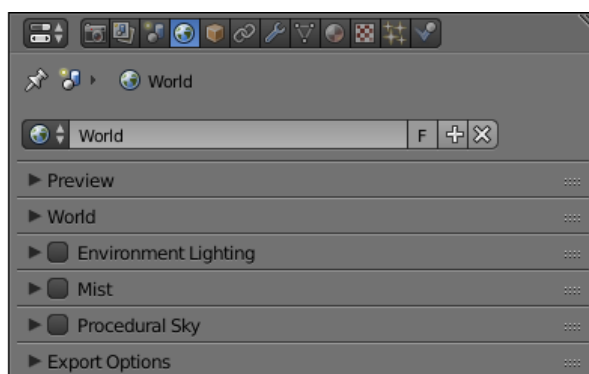 World
World F
Preview
World
Environment Lighting
Mist
Procedural Sky
Export Options